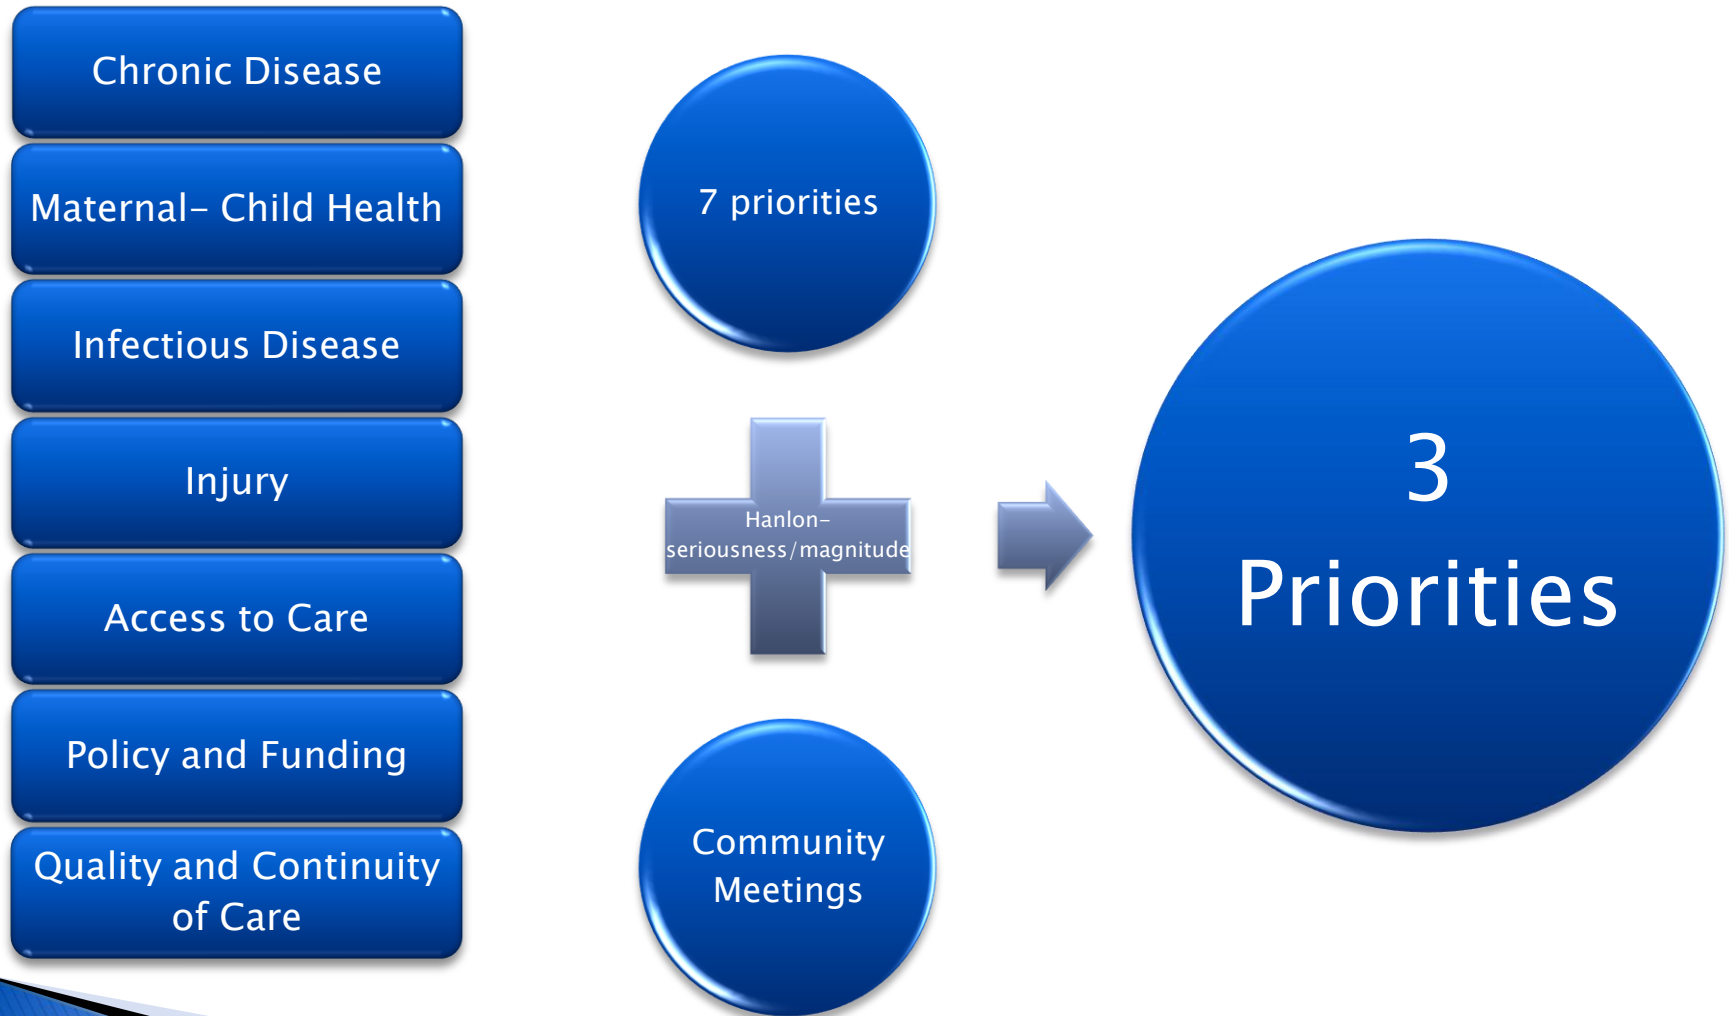 Chronic Disease
Maternal- Child Health
Infectious Disease
Injury
Access to Care
Policy and Funding
Quality and Continuity
of Care
7 priorities
Hanlon-
seriousness/magnitude
Community
Meetings
3
Priorities